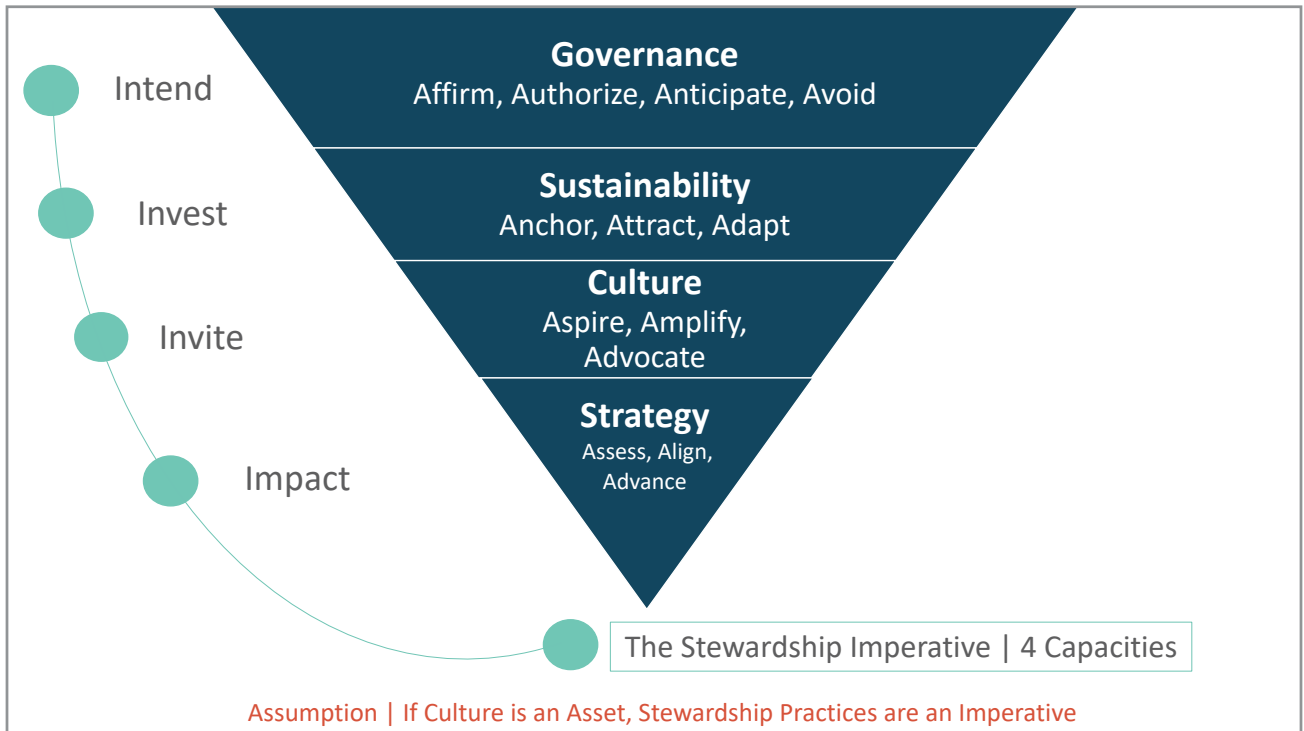 Governance
Affirm, Authorize, Anticipate, Avoid
Intend
Sustainability
Anchor, Attract, Adapt
Invest
Culture
Aspire, Amplify,
Advocate
Invite
Strategy
Assess, Align,
Advance
Impact
The Stewardship Imperative | 4 Capacities
Assumption | If Culture is an Asset, Stewardship Practices are an Imperative